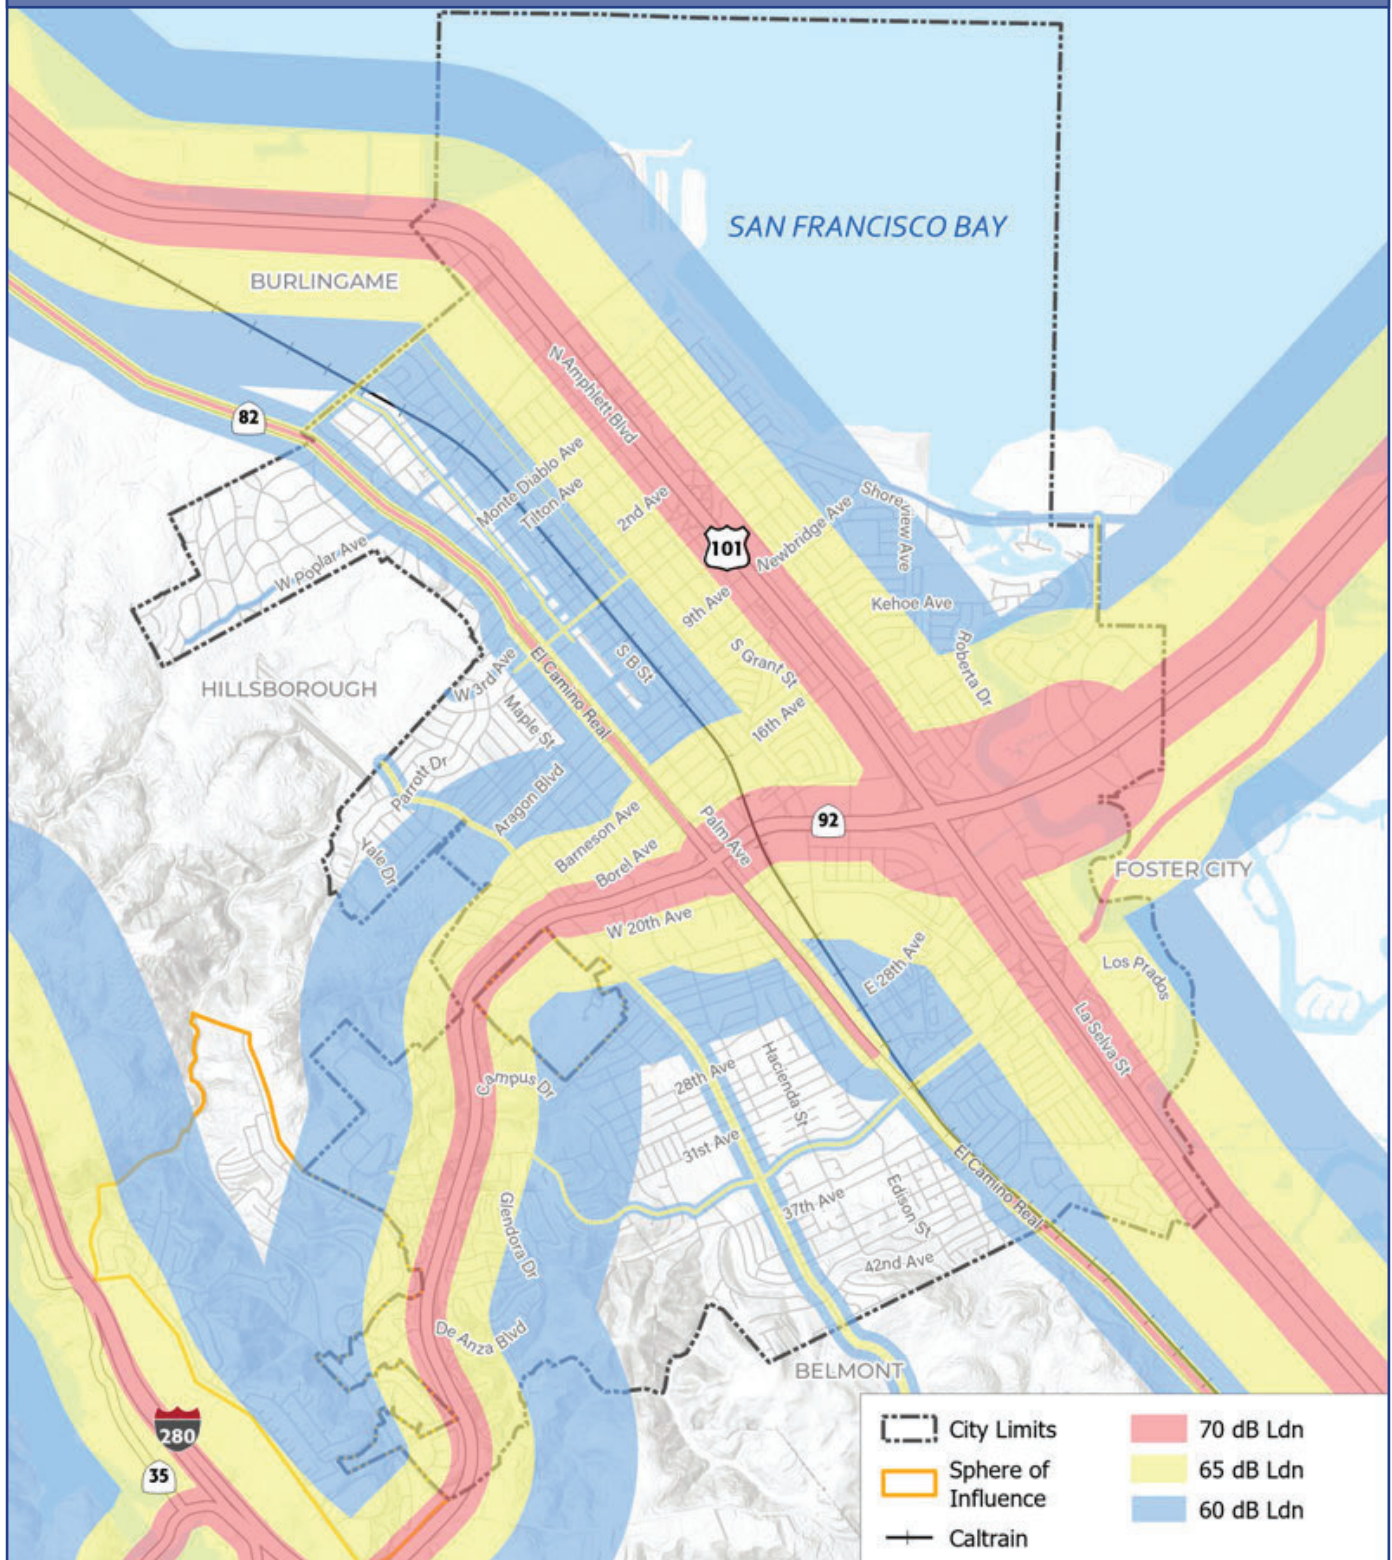 SAN FRANCISCO BAY
BURLINGAME
82
N Amphlett Blvd
Monte Diablo Ave
Tilton Ave
2nd Ave
101
Newbridge Ave
Shoreview Ave
W Poplar Ave
9th Ave
Kehoe Ave
HILLSBOROUGH
W 3rd Ave
El Camino Real
S B St
S Grant St
Roberta Dr
Maple St
16th Ave
Parrott Dr
Aragon Blvd
Yale Dr
Barneson Ave
Borel Ave
Palm Ave
92
FOSTER CITY
W 20th Ave
E 28th Ave
Los Prados
La Selva St
Campus Dr
28th Ave
Hacienda St
31st Ave
Glendora Dr
37th Ave
Edison St
El Camino Real
42nd Ave
De Anza Blvd
BELMONT
280
35
City Limits
Sphere of
Influence
Caltrain
70 dB Ldn
65 dB Ldn
60 dB Ldn